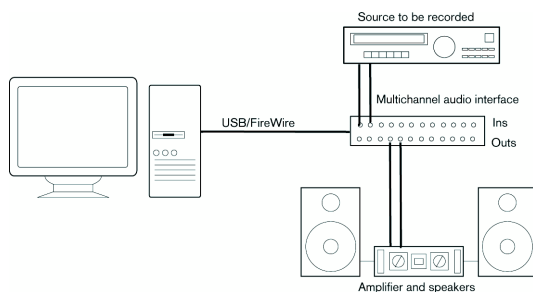 Source to be recorded
Multichannel audio interface
USB/FireWire
Ins
Outs
Amplifier and speakers